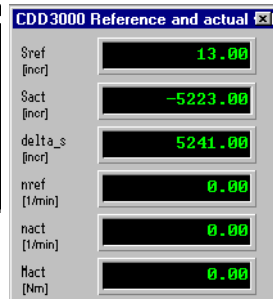 CDD3000 Reference and actual
Sref 13.00
[incr]
Sact -5223.00
[incr]
delta_s 5241.00
[incr]
nref 0.00
[1/min]
nact 0.00
[1/min]
Mact 0.00
[Nm]